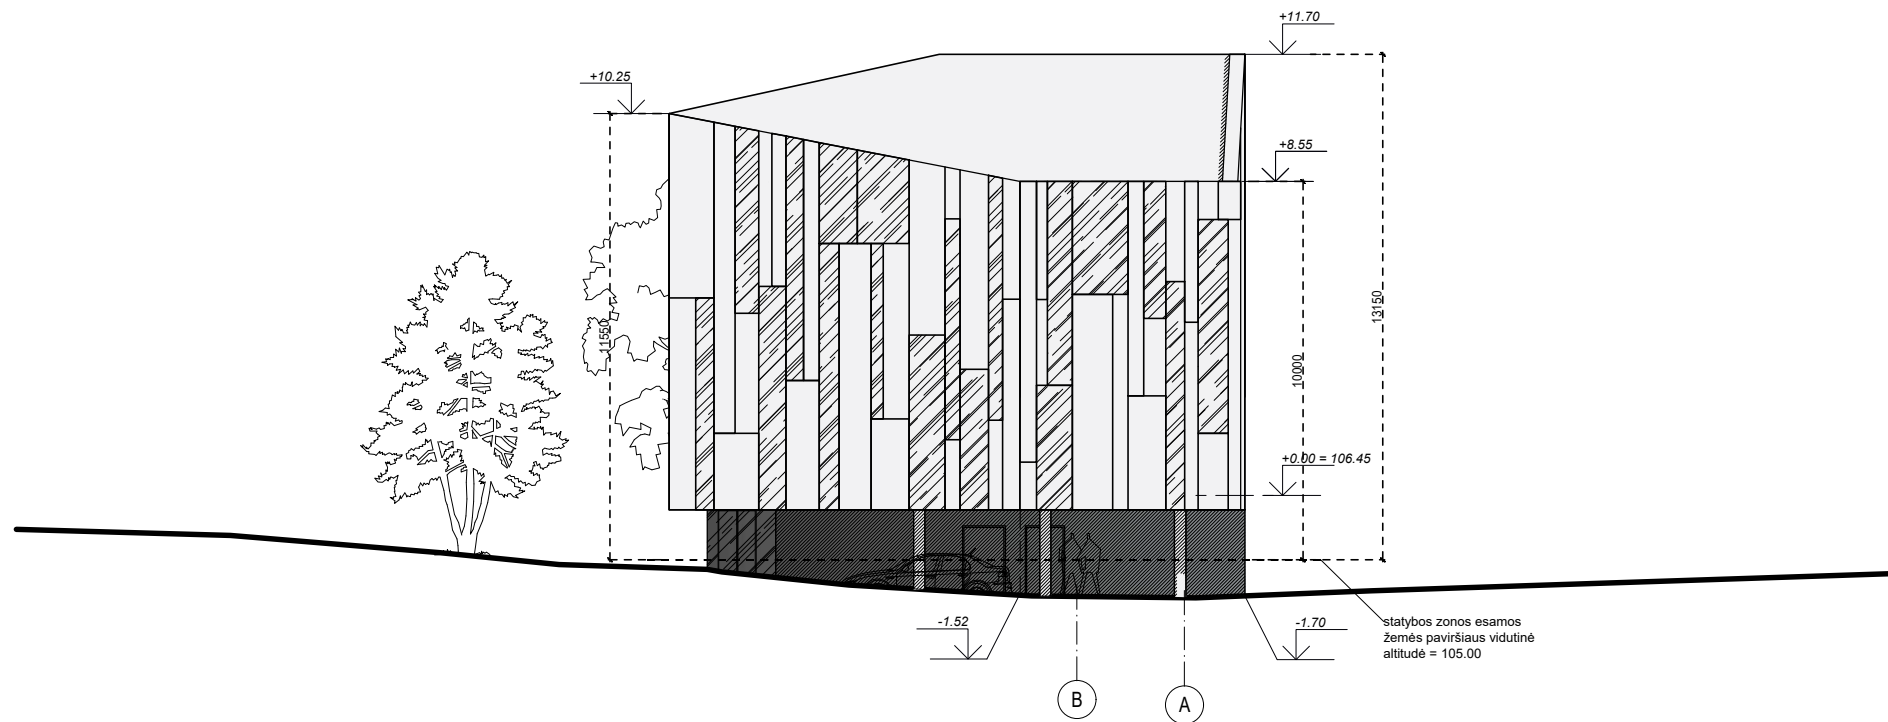 +11.70
+10.25
+8.55
11550
13150
10000
+0.00 = 106.45
-1.52
-1.70
statybos zonos esamos
žemės paviršiaus vidutinė
altitudė = 105.00
B
A